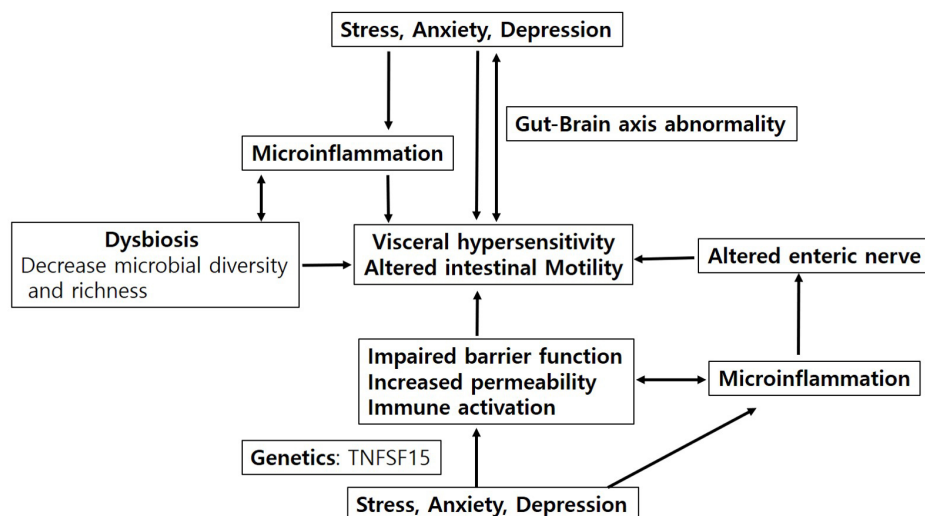 Stress, Anxiety, Depression
Gut-Brain axis abnormality
Microinflammation
Dysbiosis
Decrease microbial diversity
and richness
Visceral hypersensitivity
Altered intestinal Motility
Altered enteric nerve
Impaired barrier function
Increased permeability
Immune activation
Microinflammation
Genetics: TNFSF15
Stress, Anxiety, Depression